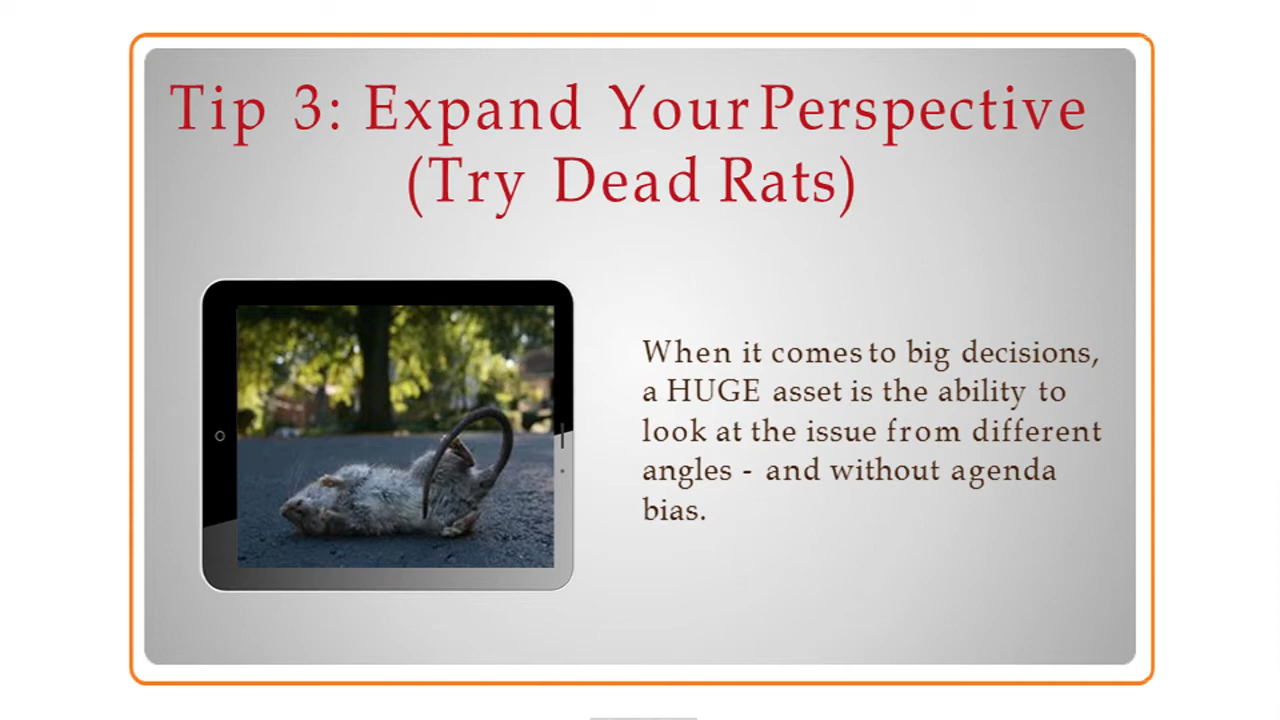 Tip 3: Expand Your Perspective
(Try Dead Rats)
When it comes to big decisions,
a HUGE asset is the ability to
look at the issue from different
angles - and without agenda
bias.